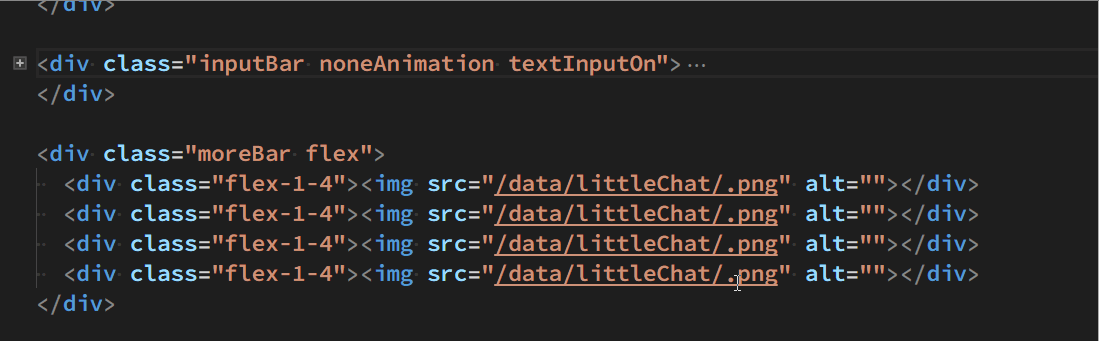 </div>
<div class="inputBar noneAnimation textInputOn">...
</div>
<div class="moreBar flex">
<div class="flex-1-4"><img src="/data/littleChat/.png" alt=""></div>
<div class="flex-1-4"><img src="/data/littleChat/.png" alt=""></div>
<div class="flex-1-4"><img src="/data/littleChat/.png" alt=""></div>
<div class="flex-1-4"><img src="/data/littleChat/.png" alt=""></div>
</div>